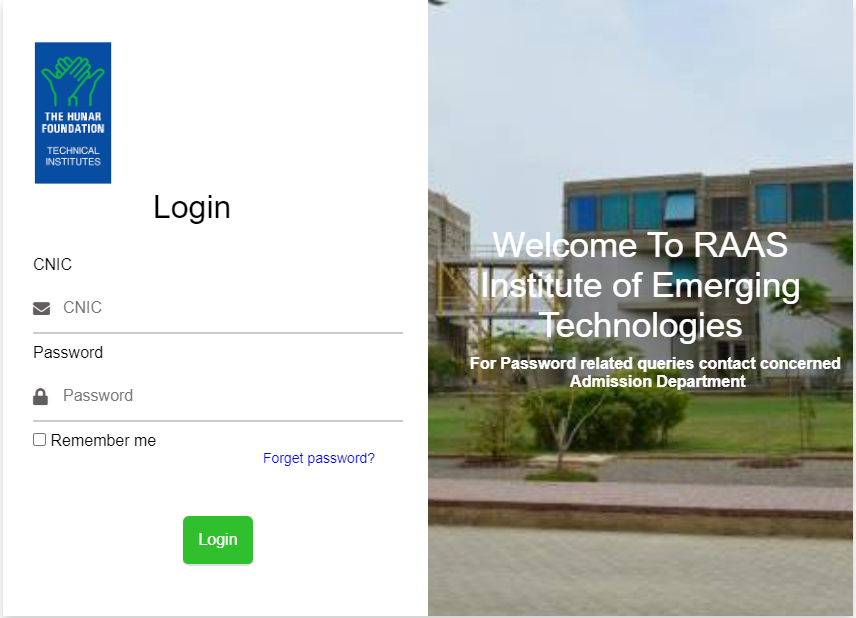 THE HUNAR
FOUNDATION
TECHNICAL
INSTITUTES
Login
CNIC
CNIC
Password
Password
Remember me
Forget password?
Login
Welcome To RAAS
Institute of Emerging
Technologies
For Password related queries contact concerned
Admission Department